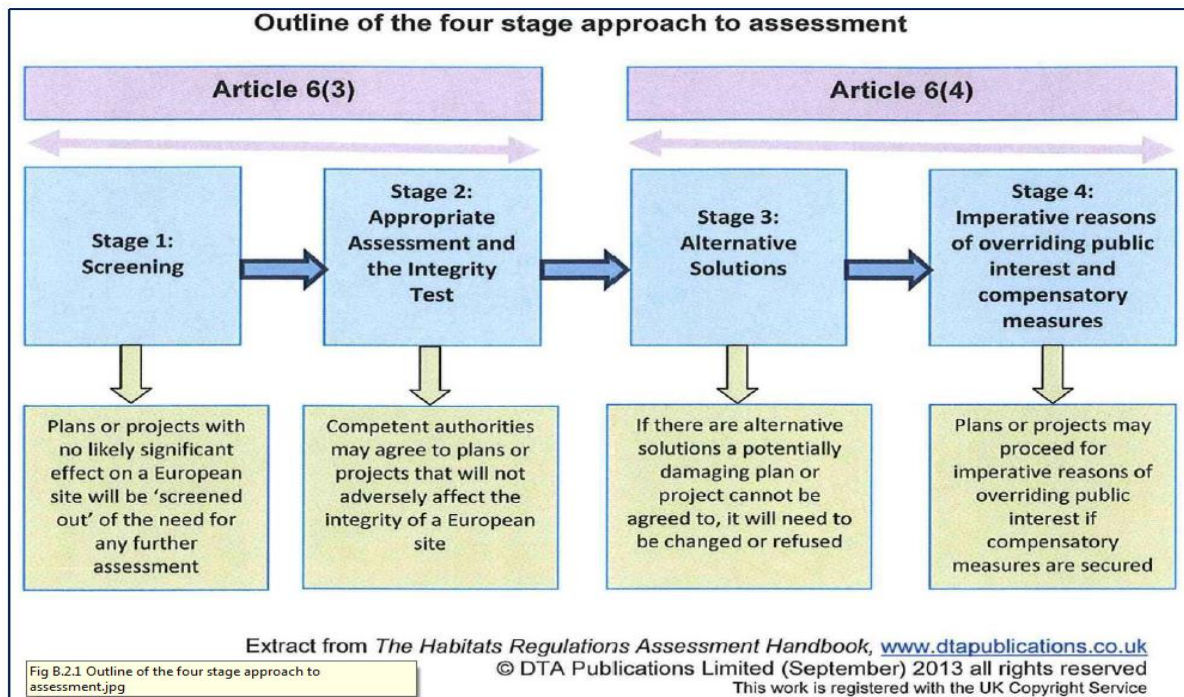 Outline of the four stage approach to assessment
Article 6(3)
Article 6(4)
Stage 1:
Screening
Stage 2:
Appropriate
Assessment and
the Integrity
Test
Stage 3:
Alternative
Solutions
Stage 4:
Imperative reasons
of overriding public
interest and
compensatory
measures
Plans or projects with
no likely significant
effect on a European
site will be ‘screened
out’ of the need for
any further
assessment
Competent authorities
may agree to plans or
projects that will not
adversely affect the
integrity of a European
site
If there are alternative
solutions a potentially
damaging plan or
project cannot be
agreed to, it will need to
be changed or refused
Plans or projects may
proceed for
imperative reasons of
overriding public
interest if
compensatory
measures are secured
Extract from The Habitats Regulations Assessment Handbook, www.dtapublications.co.uk
© DTA Publications Limited (September) 2013 all rights reserved
This work is registered with the UK Copyright Service
Fig B.2.1 Outline of the four stage approach to
assessment.jpg